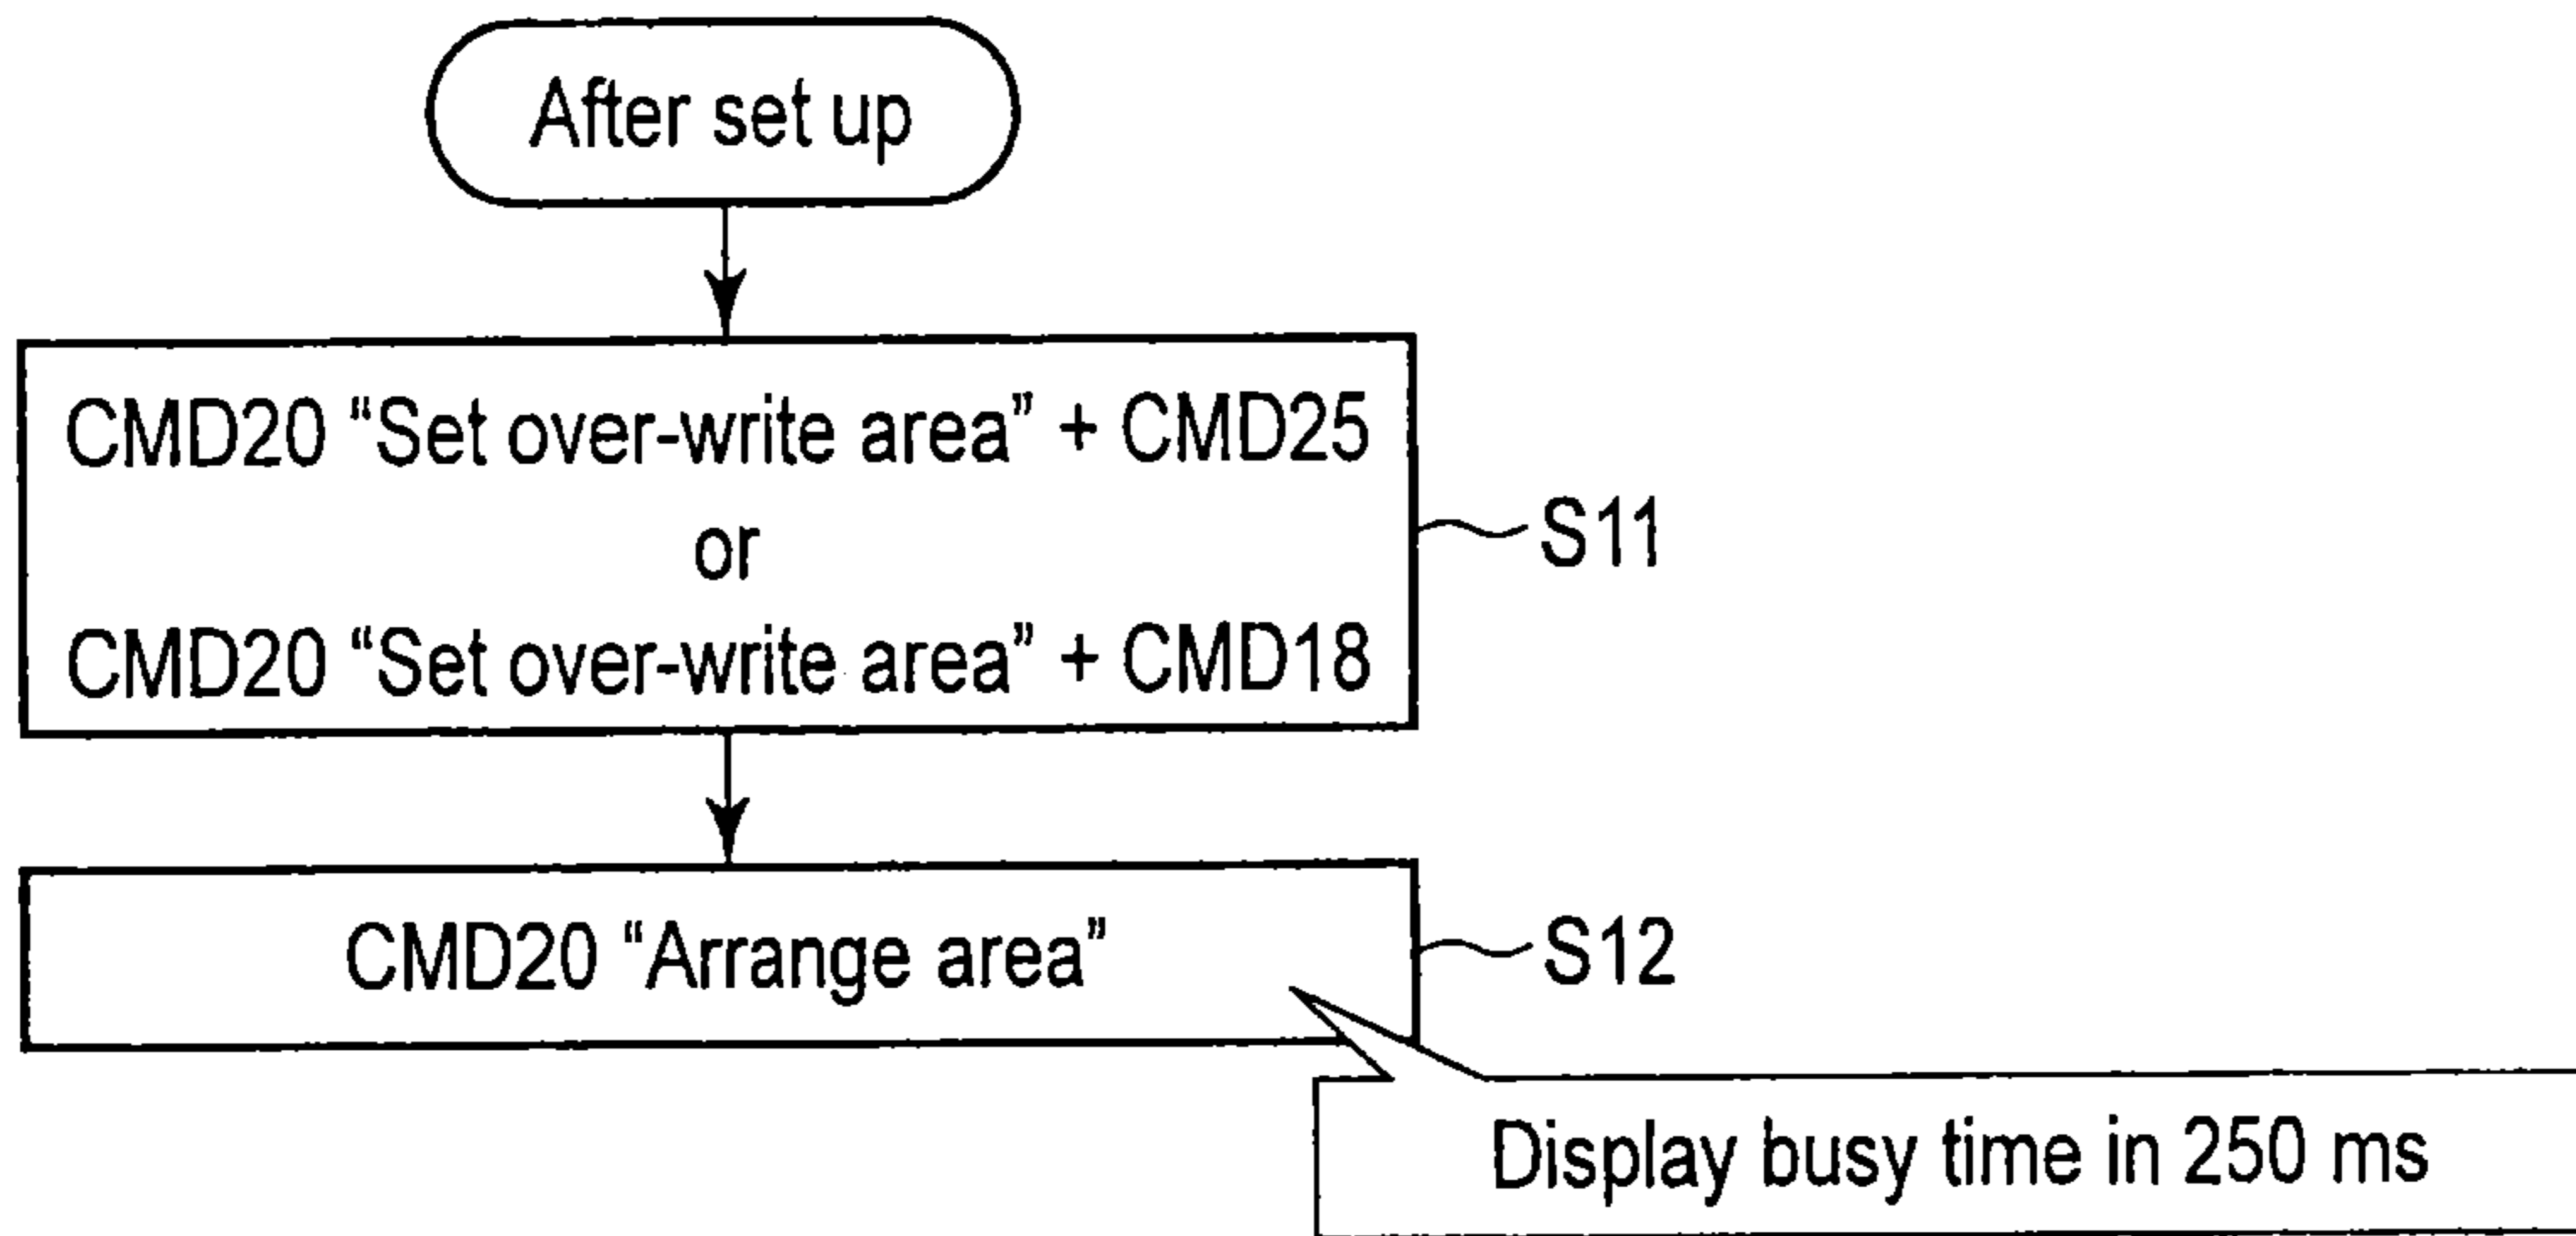 After set up
CMD20 “Set over-write area” + CMD25
or
CMD20 “Set over-write area” + CMD18
S11
CMD20 “Arrange area”
S12
Display busy time in 250 ms